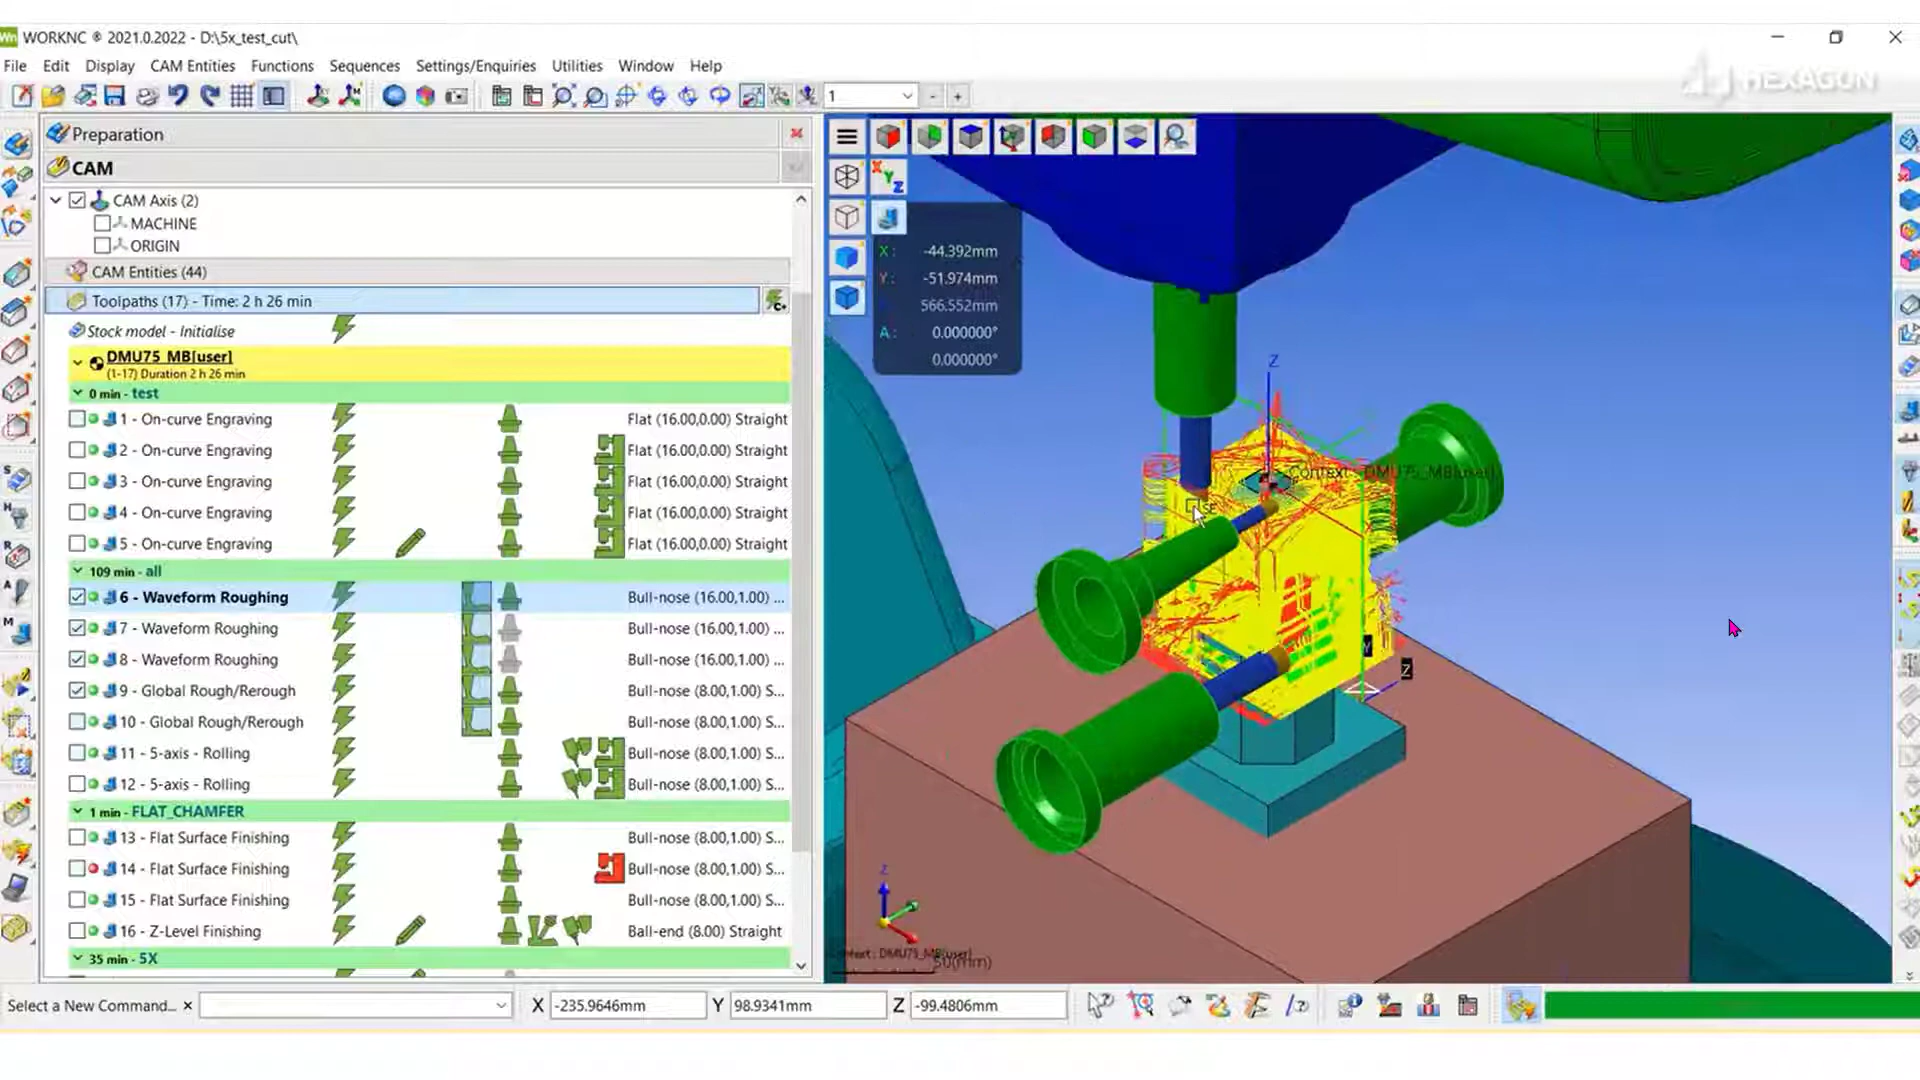 WORKNC ® 2021.0.2022 - D:\5x_test_cut\
HEXAGON
File Edit Display CAM Entities Functions Sequences Settings/Enquiries Utilities Window Help
1
Preparation
CAM
CAM Axis (2)
MACHINE
ORIGIN
CAM Entities (44)
Toolpaths (17) - Time: 2 h 26 min
Stock model - Initialise
DMU75_MB[user]
(1-17) Duration 2 h 26 min
0 min - test
1 - On-curve Engraving Flat (16.00,0.00) Straight
2 - On-curve Engraving Flat (16.00,0.00) Straight
3 - On-curve Engraving Flat (16.00,0.00) Straight
4 - On-curve Engraving Flat (16.00,0.00) Straight
5 - On-curve Engraving Flat (16.00,0.00) Straight
109 min - all
6 - Waveform Roughing Bull-nose (16.00,1.00) ...
7 - Waveform Roughing Bull-nose (16.00,1.00) ...
8 - Waveform Roughing Bull-nose (16.00,1.00) ...
9 - Global Rough/Rerough Bull-nose (8.00,1.00) S...
10 - Global Rough/Rerough Bull-nose (8.00,1.00) S...
11 - 5-axis - Rolling Bull-nose (8.00,1.00) S...
12 - 5-axis - Rolling Bull-nose (8.00,1.00) S...
1 min - FLAT_CHAMFER
13 - Flat Surface Finishing Bull-nose (8.00,1.00) S...
14 - Flat Surface Finishing Bull-nose (8.00,1.00) S...
15 - Flat Surface Finishing Bull-nose (8.00,1.00) S...
16 - Z-Level Finishing Ball-end (8.00) Straight
35 min - 5X
X: -44.392mm
Y: -51.974mm
566.552mm
A: 0.000000°
0.000000°
Z
Context : DMU75_MB[user]
Y
Z
Z
Context : DMU75_MB[user]
50(mm)
Select a New Command... X -235.9646mm Y 98.9341mm Z -99.4806mm